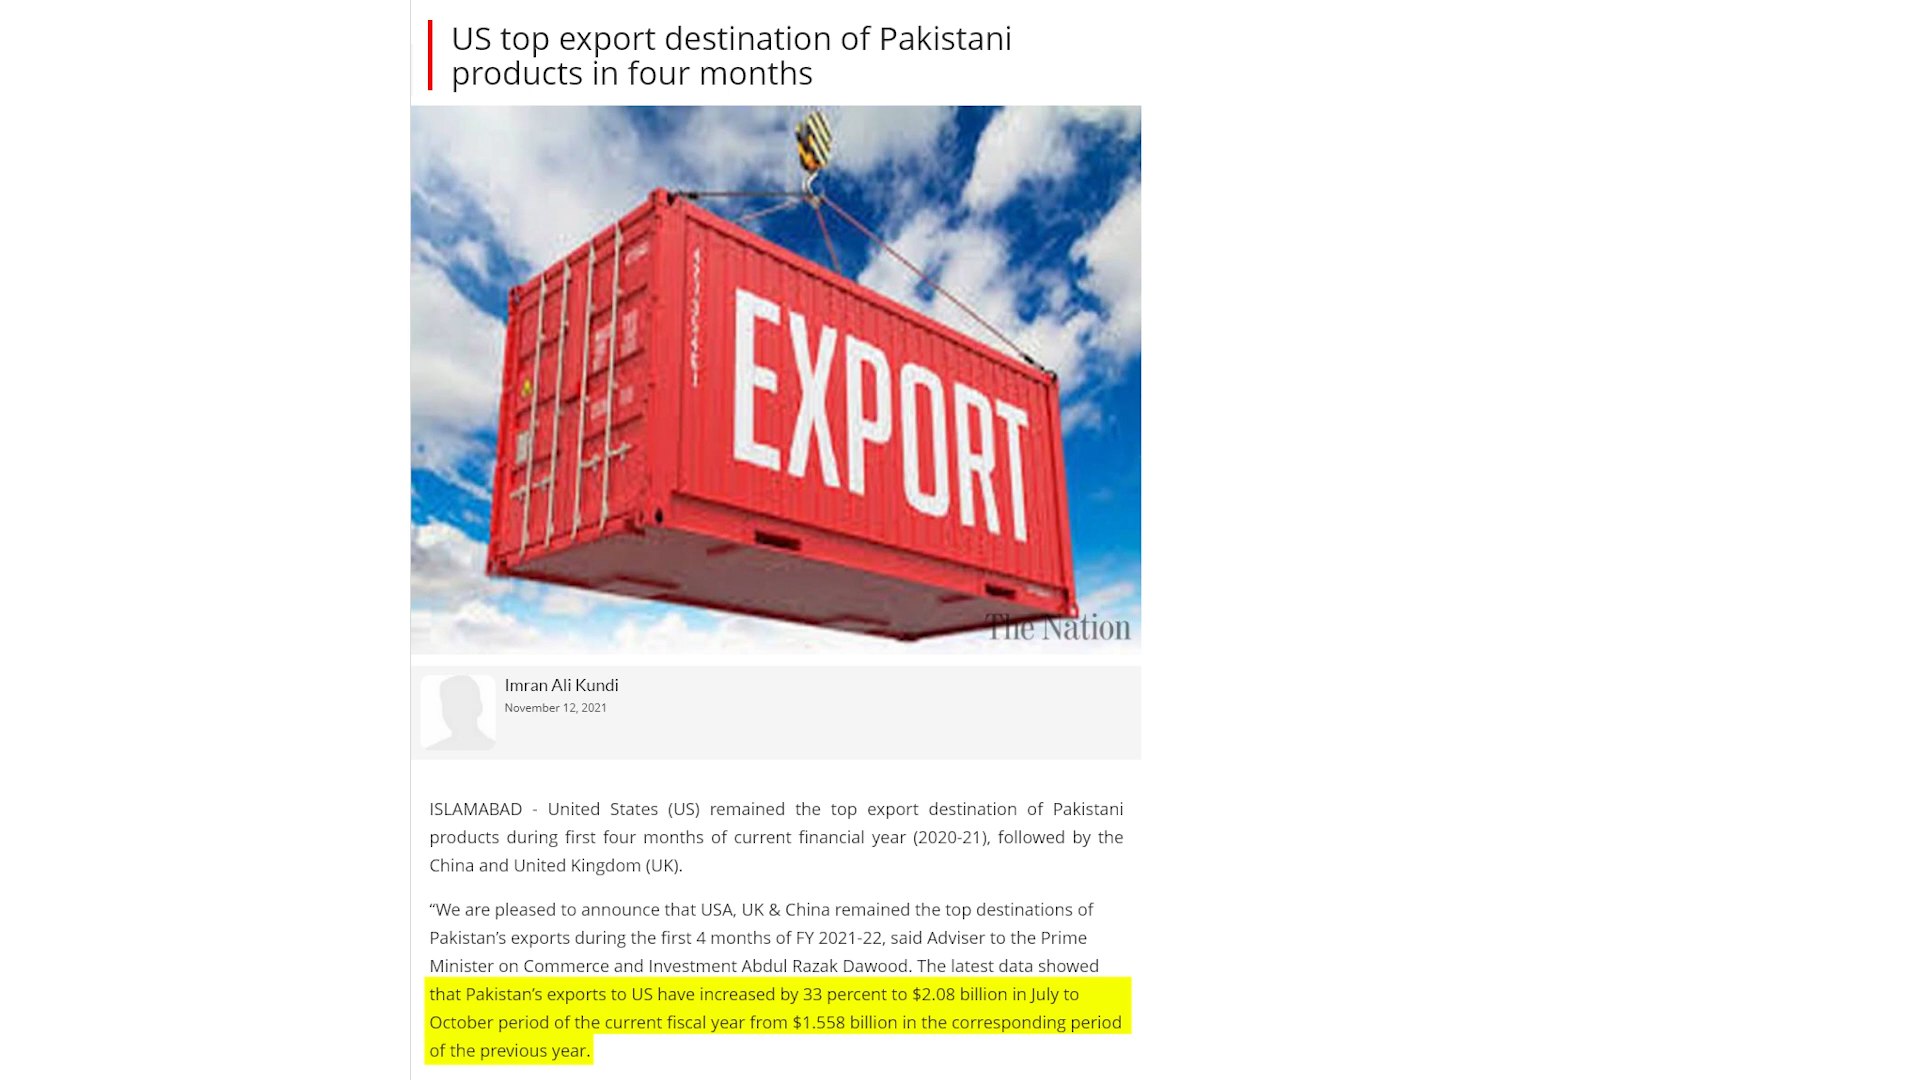 US top export destination of Pakistani
products in four months
EXPORT
The Nation
Imran Ali Kundi
November 12, 2021
ISLAMABAD - United States (US) remained the top export destination of Pakistani
products during first four months of current financial year (2020-21), followed by the
China and United Kingdom (UK).
“We are pleased to announce that USA, UK & China remained the top destinations of
Pakistan’s exports during the first 4 months of FY 2021-22, said Adviser to the Prime
Minister on Commerce and Investment Abdul Razak Dawood. The latest data showed
that Pakistan’s exports to US have increased by 33 percent to $2.08 billion in July to
October period of the current fiscal year from $1.558 billion in the corresponding period
of the previous year.